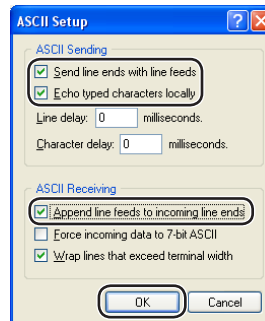 ASCII Setup
ASCII Sending
Send line ends with line feeds
Echo typed characters locally
Line delay: 0 milliseconds.
Character delay: 0 milliseconds.
ASCII Receiving
Append line feeds to incoming line ends
Force incoming data to 7-bit ASCII
Wrap lines that exceed terminal width
OK Cancel